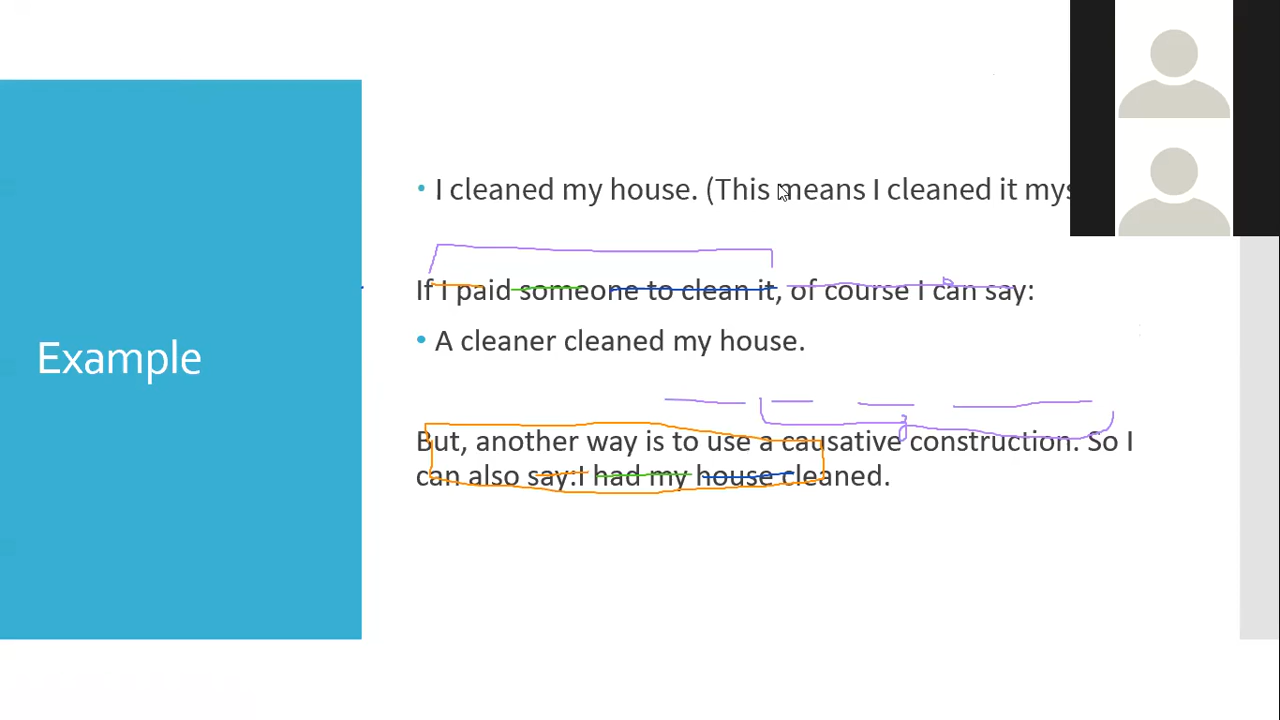 I cleaned my house. (This means I cleaned it mys
If I paid someone to clean it, of course I can say:
A cleaner cleaned my house.
Example
But, another way is to use a causative construction. So I
can also say:I had my house cleaned.